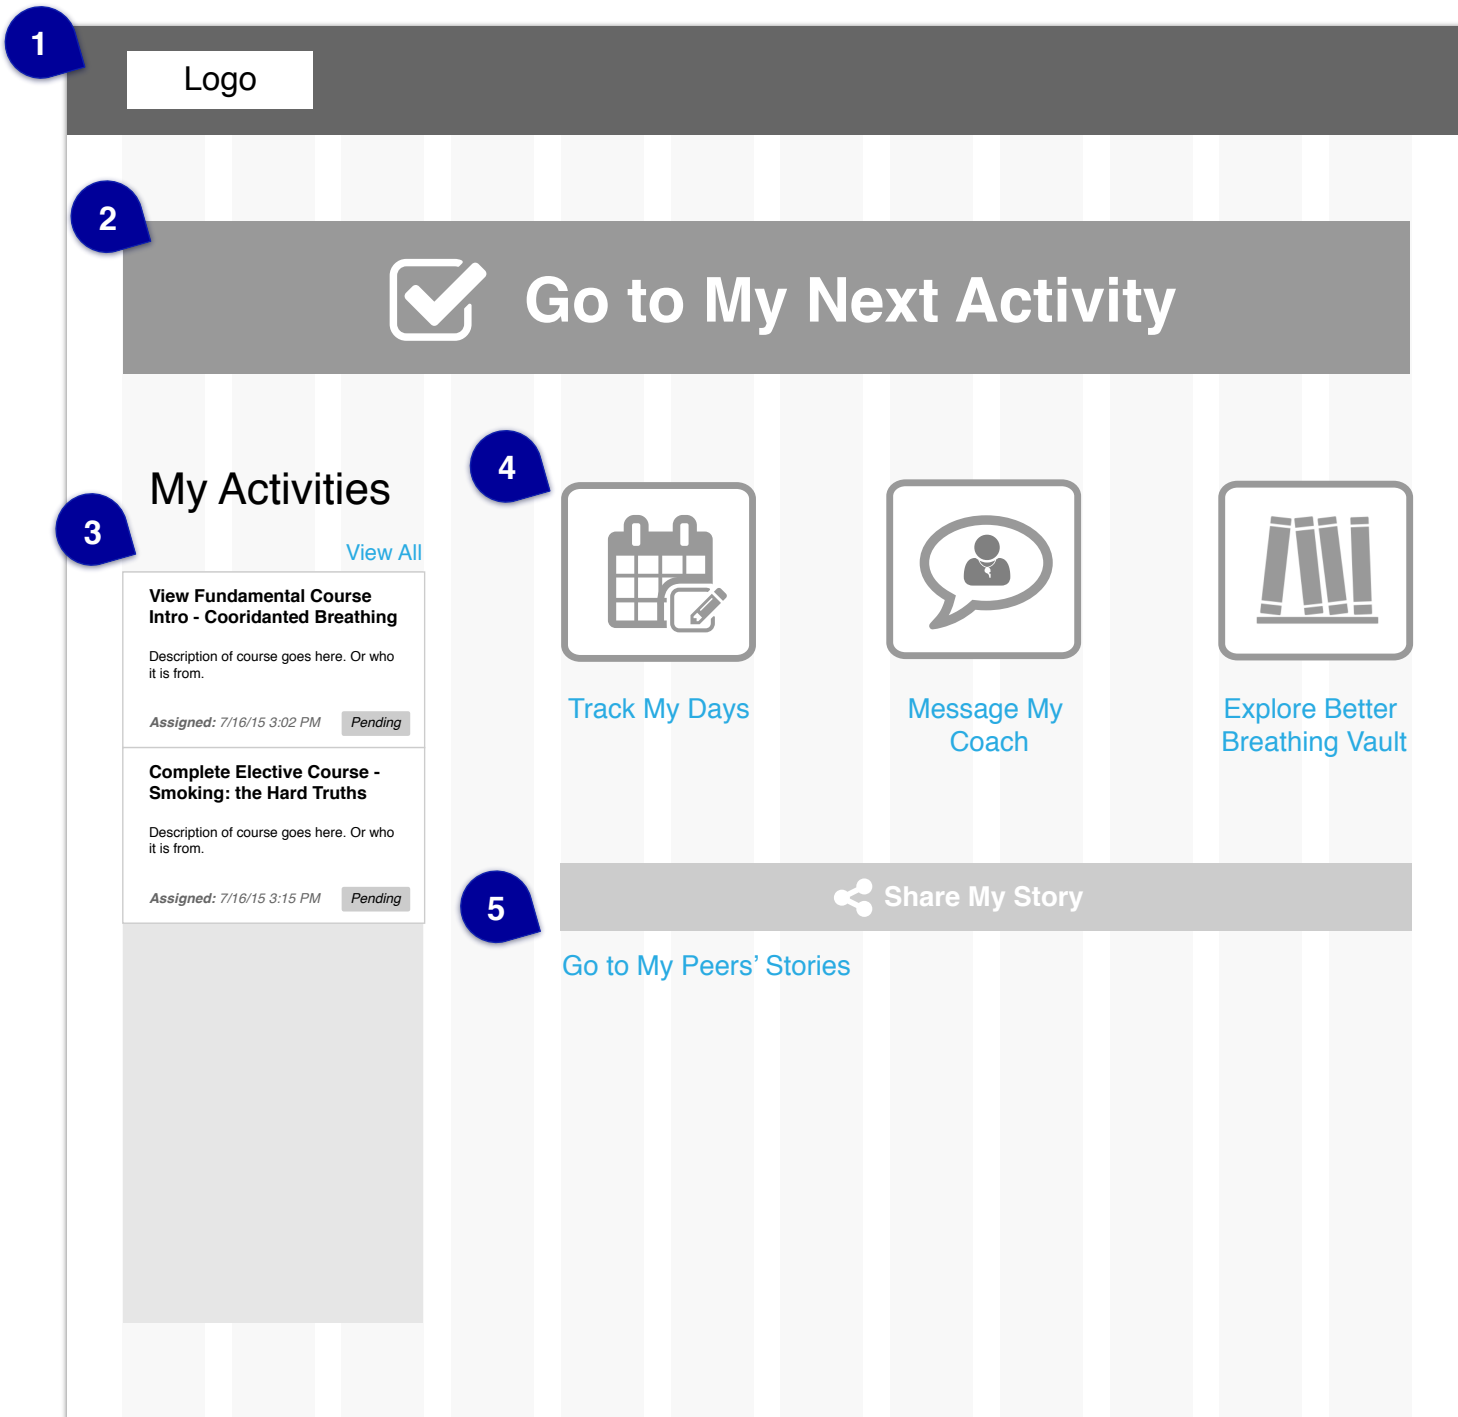 1
Logo
2
Go to My Next Activity
My Activities
3
View All
View Fundamental Course
Intro - Cooridanted Breathing
Description of course goes here. Or who
it is from.
Assigned: 7/16/15 3:02 PM
Pending
Complete Elective Course -
Smoking: the Hard Truths
Description of course goes here. Or who
it is from.
Assigned: 7/16/15 3:15 PM
Pending
4
Track My Days
Message My
Coach
Explore Better
Breathing Vault
5
Share My Story
Go to My Peers’ Stories